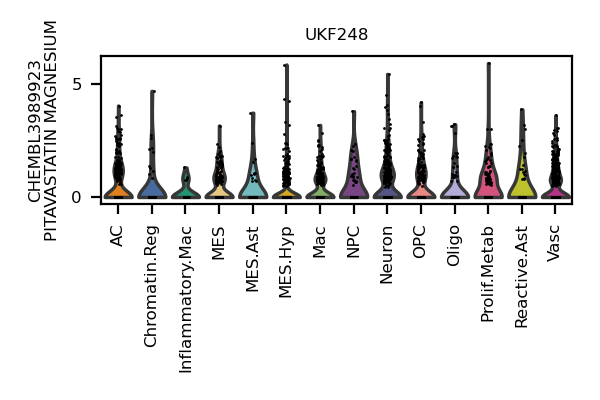 UKF248
CHEMBL3989923
PITAVASTATIN MAGNESIUM
5
0
AC
Chromatin.Reg
Inflammatory.Mac
MES
MES.Ast
MES.Hyp
Mac
NPC
Neuron
OPC
Oligo
Prolif.Metab
Reactive.Ast
Vasc